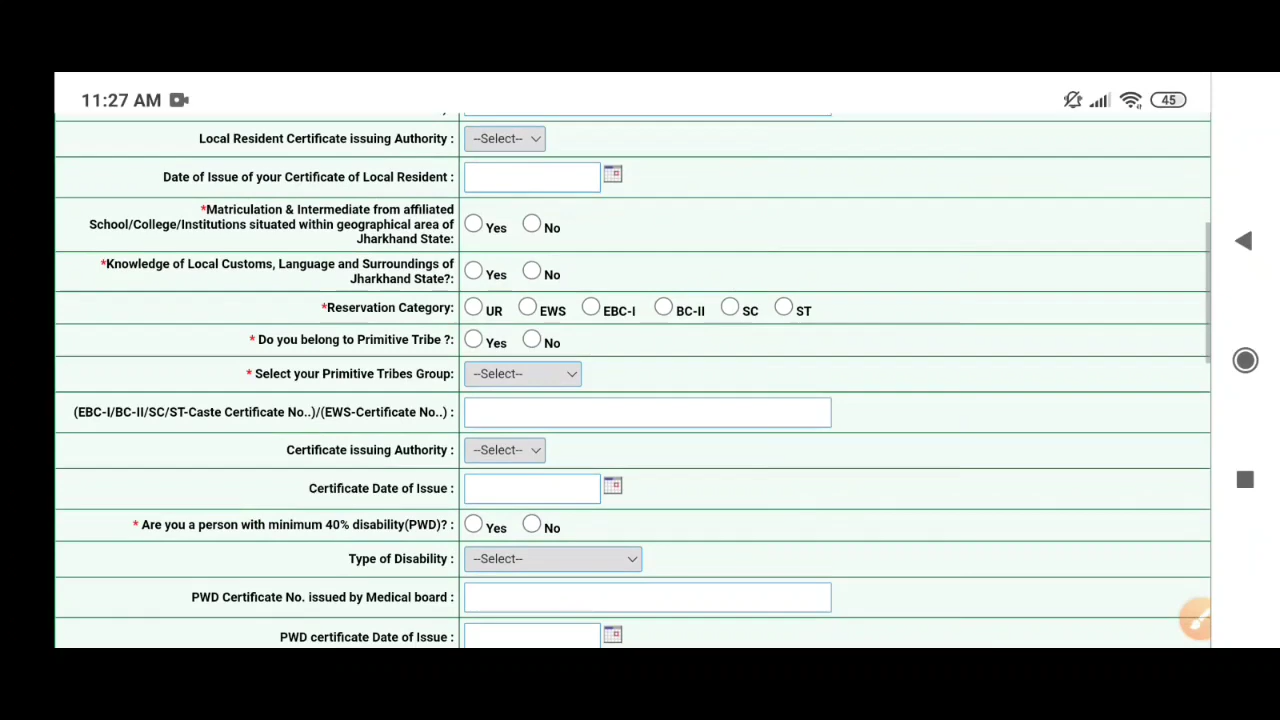 11:27 AM
45
Local Resident Certificate issuing Authority : --Select--
Date of Issue of your Certificate of Local Resident :
*Matriculation & Intermediate from affiliated
School/College/Institutions situated within geographical area of
Jharkhand State: Yes No
*Knowledge of Local Customs, Language and Surroundings of
Jharkhand State?: Yes No
*Reservation Category: UR EWS EBC-I BC-II SC ST
* Do you belong to Primitive Tribe ?: Yes No
* Select your Primitive Tribes Group: --Select--
(EBC-I/BC-II/SC/ST-Caste Certificate No..)/(EWS-Certificate No..) :
Certificate issuing Authority : --Select--
Certificate Date of Issue :
* Are you a person with minimum 40% disability(PWD)? : Yes No
Type of Disability : --Select--
PWD Certificate No. issued by Medical board :
PWD certificate Date of Issue :